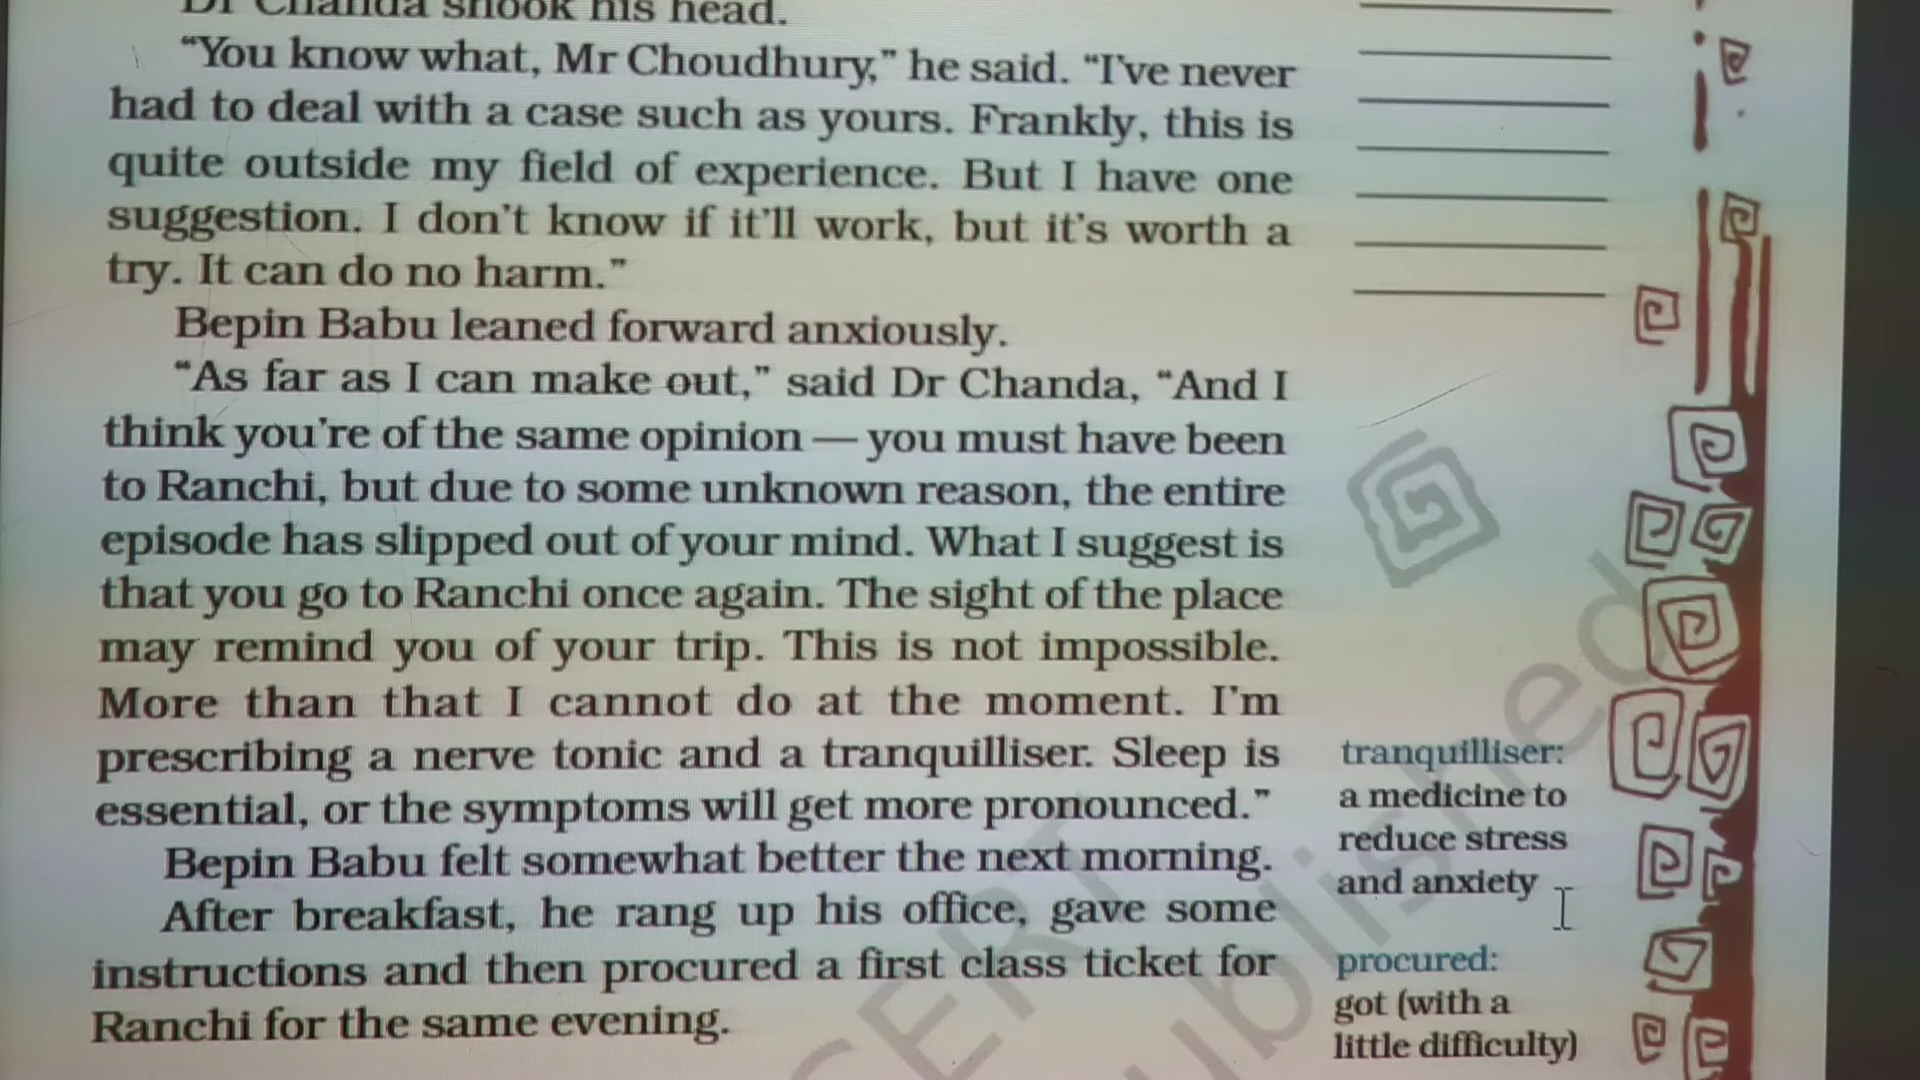 Dr Chanda shook his head.
“You know what, Mr Choudhury,” he said. “I’ve never
had to deal with a case such as yours. Frankly, this is
quite outside my field of experience. But I have one
suggestion. I don’t know if it’ll work, but it’s worth a
try. It can do no harm.”
Bepin Babu leaned forward anxiously.
“As far as I can make out,” said Dr Chanda, “And I
think you’re of the same opinion — you must have been
to Ranchi, but due to some unknown reason, the entire
episode has slipped out of your mind. What I suggest is
that you go to Ranchi once again. The sight of the place
may remind you of your trip. This is not impossible.
More than that I cannot do at the moment. I’m
prescribing a nerve tonic and a tranquilliser. Sleep is
essential, or the symptoms will get more pronounced.”
Bepin Babu felt somewhat better the next morning.
After breakfast, he rang up his office, gave some
instructions and then procured a first class ticket for
Ranchi for the same evening.
tranquilliser:
a medicine to
reduce stress
and anxiety
procured:
got (with a
little difficulty)